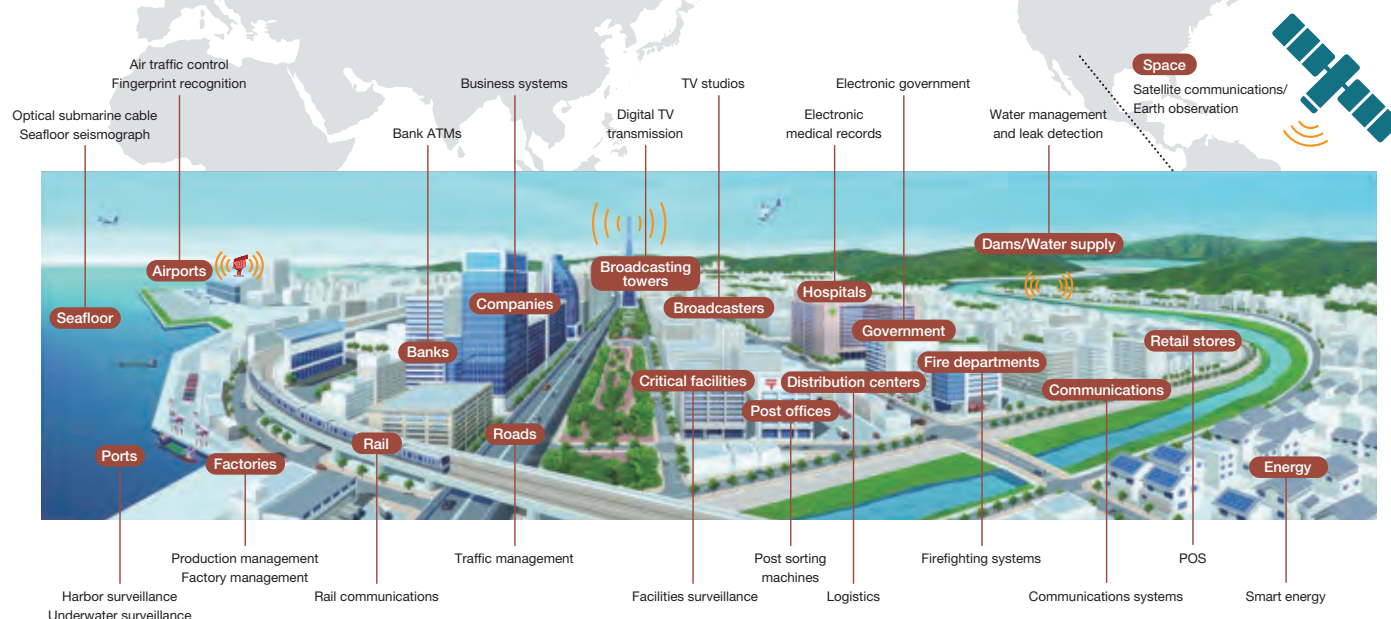 Air traffic control
Fingerprint recognition
Optical submarine cable
Seafloor seismograph
Bank ATMs
Business systems
Digital TV
transmission
TV studios
Electronic
medical records
Electronic government
Water management
and leak detection
Space
Satellite communications/
Earth observation
Airports
Seafloor
Companies
Banks
Broadcasting
towers
Broadcasters
Hospitals
Government
Dams/Water supply
Fire departments
Retail stores
Critical facilities
〒
Distribution centers
Communications
Post offices
Roads
Rail
Ports
Factories
Energy
Production management
Factory management
Harbor surveillance
Underwater surveillance
Rail communications
Traffic management
Facilities surveillance
Post sorting
machines
Logistics
Firefighting systems
Communications systems
POS
Smart energy